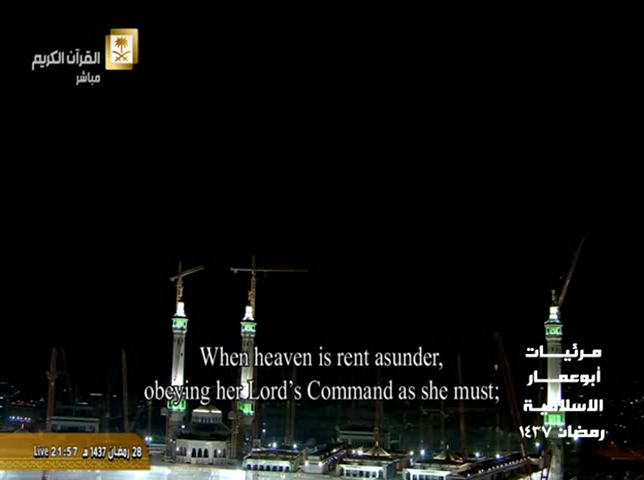 القرآن الكريم
مباشر
When heaven is rent asunder,
obeying her Lord's Command as she must;
مرئيات
أبوعمار
الاسلامية
رمضان ١٤٣٧
Live 21:57 28 رمضان 1437 هـ